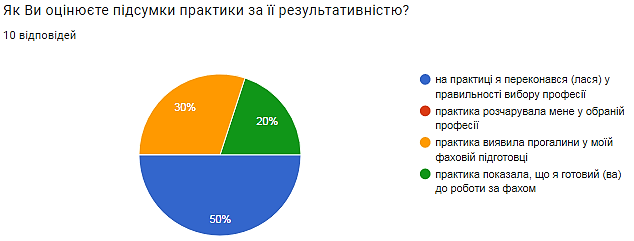 Як Ви оцінюєте підсумки практики за її результативністю?
10 відповідей
30%
20%
50%
на практиці я переконався (лася) у
правильності вибору професії
практика розчарувала мене у обраній
професії
практика виявила прогалини у моїй
фаховій підготовці
практика показала, що я готовий (ва)
до роботи за фахом